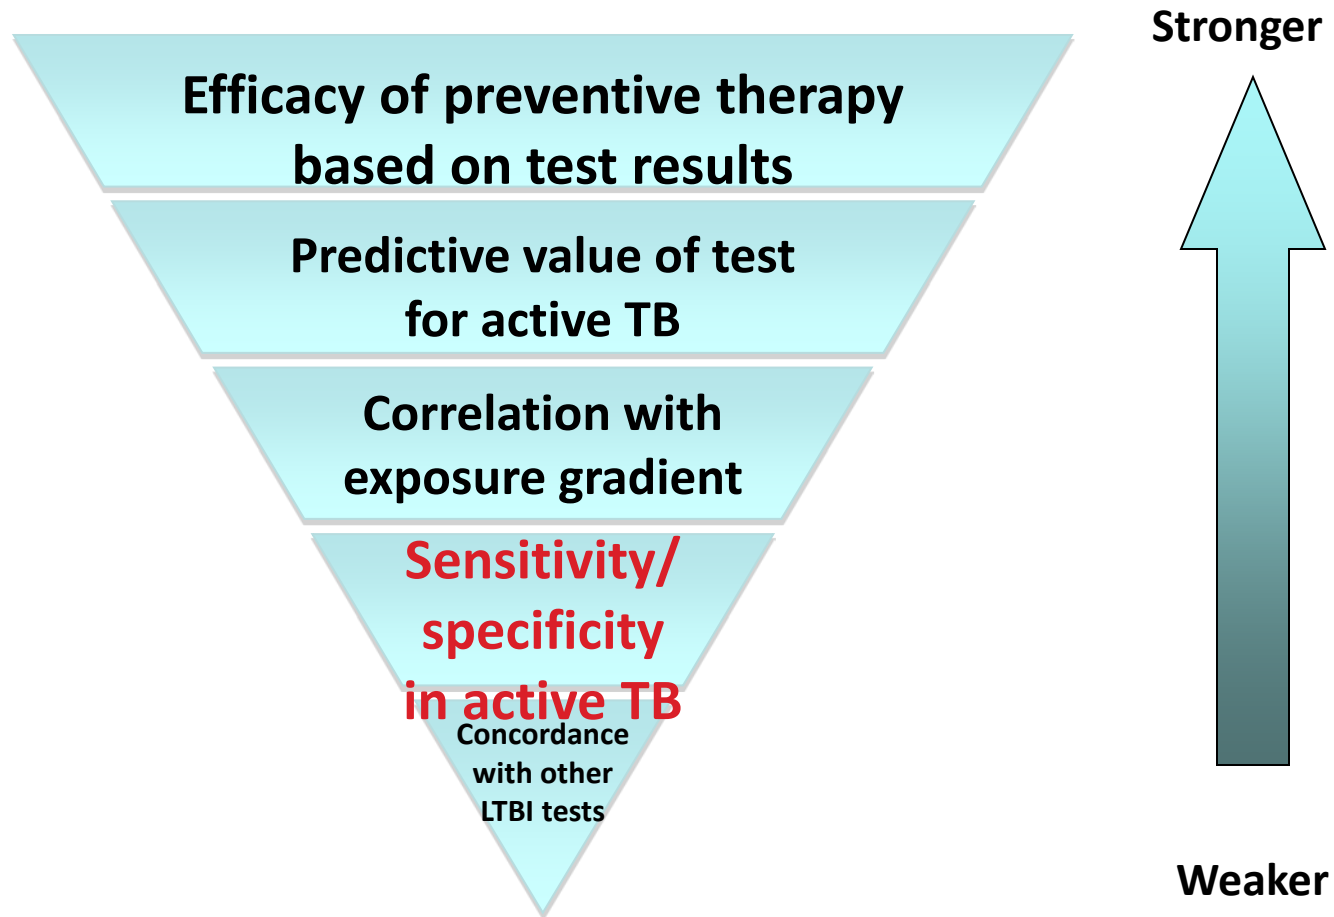 Stronger
Efficacy of preventive therapy
based on test results
Predictive value of test
for active TB
Correlation with
exposure gradient
Sensitivity/
specificity
in active TB
Concordance
with other
LTBI tests
Weaker